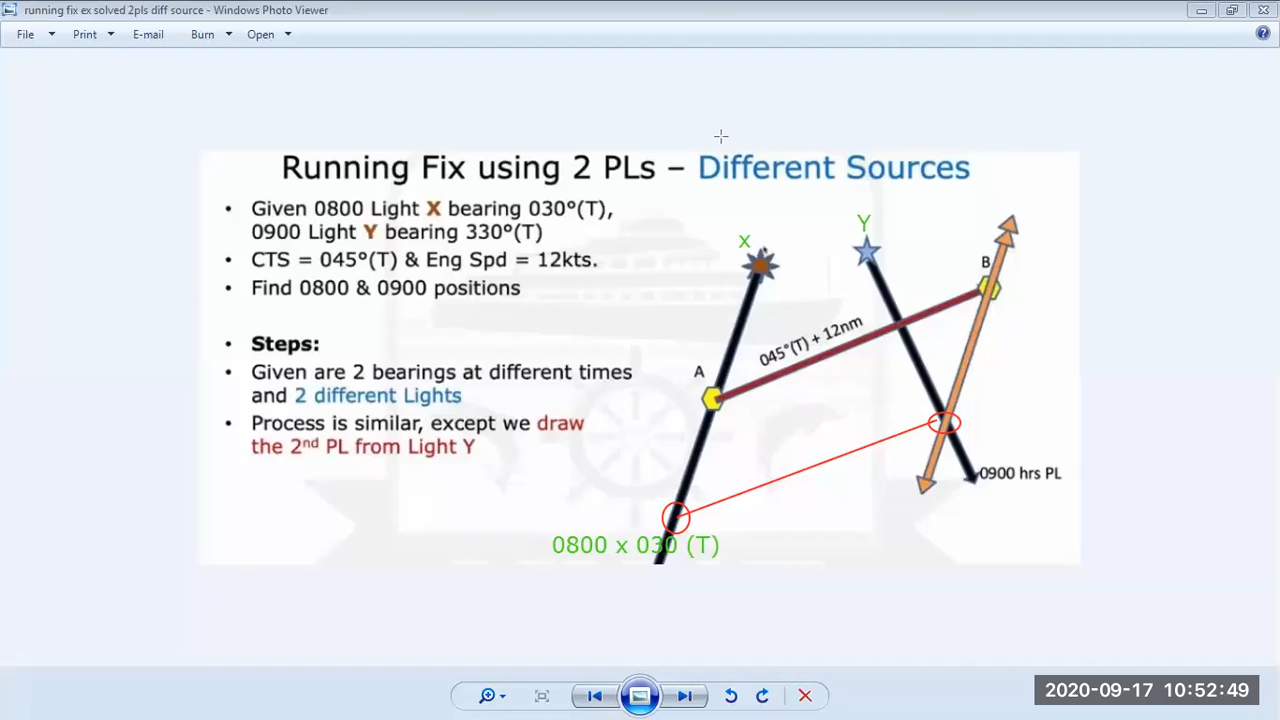 running fix ex solved 2pls diff source - Windows Photo Viewer
File Print E-mail Burn Open
Running Fix using 2 PLs – Different Sources
• Given 0800 Light X bearing 030°(T),
0900 Light Y bearing 330°(T)
• CTS = 045°(T) & Eng Spd = 12kts.
• Find 0800 & 0900 positions
• Steps:
• Given are 2 bearings at different times
and 2 different Lights
• Process is similar, except we draw
the 2nd PL from Light Y
X
Y
B
045°(T) + 12nm
A
0900 hrs PL
0800 x 030 (T)
2020-09-17 10:52:49